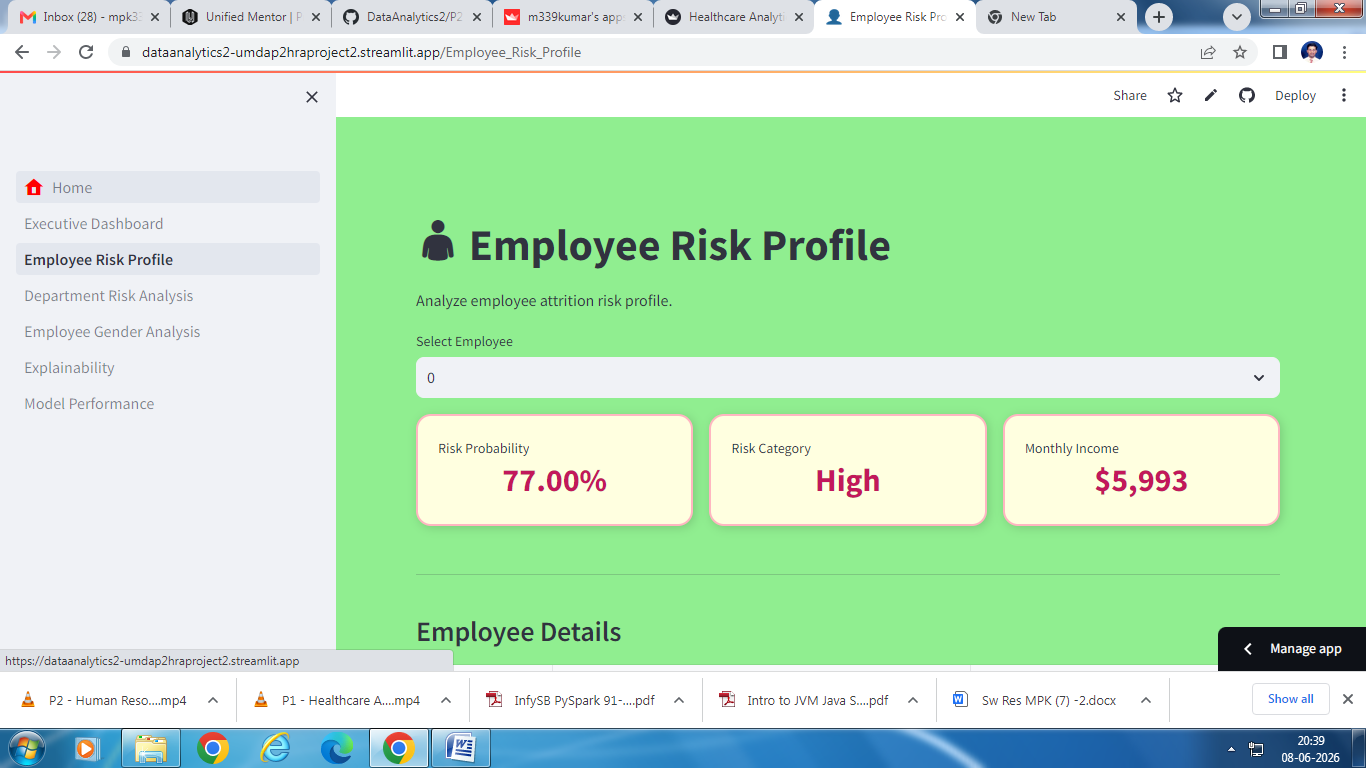 Inbox (28) - mpk33
Unified Mentor | P
DataAnalytics2/P2
m339kumar's apps
Healthcare Analyti
Employee Risk Pro
New Tab
dataanalytics2-umdap2hraproject2.streamlit.app/Employee_Risk_Profile
Share
Deploy
Home
Executive Dashboard
Employee Risk Profile
Department Risk Analysis
Employee Gender Analysis
Explainability
Model Performance
Employee Risk Profile
Analyze employee attrition risk profile.
Select Employee
0
Risk Probability
77.00%
Risk Category
High
Monthly Income
$5,993
Employee Details
Manage app
https://dataanalytics2-umdap2hraproject2.streamlit.app
P2 - Human Reso....mp4
P1 - Healthcare A....mp4
InfySB PySpark 91-....pdf
Intro to JVM Java S....pdf
Sw Res MPK (7) -2.docx
Show all
20:39
08-06-2026